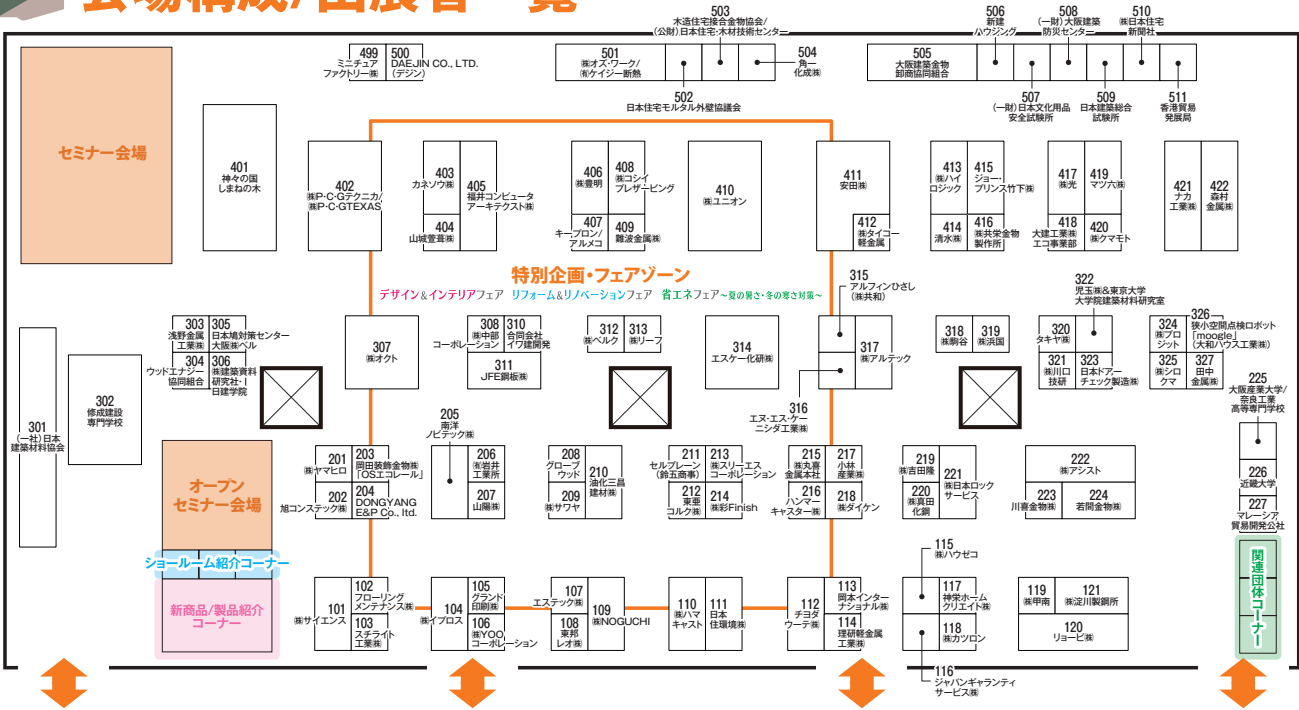 会場構成/出展者一覧
499
ミニチュア
ファクトリー㈱
500
DAEJIN CO., LTD.
(デジン)
501
㈱オズ・ワーク/
㈲ケイジー断熱
502
日本住宅モルタル外壁協議会
503
木造住宅接合金物協会/
(公財)日本住宅・木材技術センター
504
角一
化成㈱
505
大阪建築金物
卸商協同組合
506
新建
ハウジング
507
(一財)日本文化用品
安全試験所
508
(一財)大阪建築
防災センター
509
日本建築総合
試験所
510
㈱日本住宅
新聞社
511
香港貿易
発展局
セミナー会場
401
神々の国
しまねの木
402
㈱P・C・Gテクニカ/
㈱P・C・GTEXAS
403
カネソウ㈱
404
山城萱葺㈱
405
福井コンピュータ
アーキテクスト㈱
406
㈱豊明
407
キープロン/
アルメコ
408
㈱コシイ
プレザービング
409
難波金属㈱
410
㈱ユニオン
411
安田㈱
412
㈱タイコー
軽金属
413
㈱ハイ
ロジック
414
清水㈱
415
ジョー・
プリンス竹下㈱
416
㈱共栄金物
製作所
417
㈱光
418
大建工業㈱
エコ事業部
419
マツ六㈱
420
㈱クマモト
421
ナカ
工業㈱
422
森村
金属㈱
特別企画・フェアゾーン
デザイン&インテリアフェア リフォーム&リノベーションフェア 省エネフェア~夏の暑さ・冬の寒さ対策~
301
(一社)日本
建築材料協会
302
修成建設
専門学校
303
浅野金属
工業㈱
304
ウッドエナジー
協同組合
305
日本鳩対策センター
大阪㈱ベル
306
㈱建築資料
研究社・
日建学院
307
㈱オクト
308
㈱中部
コーポレーション
310
合同会社
イワ建開発
311
JFE鋼板㈱
312
㈱ベルク
313
㈱リーフ
314
エスケー化研㈱
315
アルフィンひさし
(㈱共和)
316
エヌ・エス・ケー
ニシダ工業㈱
317
㈱アルテック
318
㈱駒谷
319
㈱浜国
320
タキヤ㈱
321
㈱川口
技研
322
児玉㈱&東京大学
大学院建築材料研究室
323
日本ドアー
チェック製造㈱
324
㈱プロ
ジット
325
㈱シロ
クマ
326
狭小空間点検ロボット
「moogle」
(大和ハウス工業㈱)
327
田中
金属㈱
オープン
セミナー会場
201
㈱ヤマヒロ
202
旭コンステック㈱
203
岡田装飾金物㈱
「OSエコレール」
204
DONGYANG
E&P Co., ltd.
205
南洋
ノビテック㈱
206
㈲岩井
工業所
207
山陽㈱
208
グローブ
ウッド
209
㈱サワヤ
210
油化三昌
建材㈱
211
セルブレーン
(鈴五商事)
212
東亜
コルク㈱
213
㈱スリーエス
コーポレーション
214
㈱彩Finish
215
㈱丸喜
金属本社
216
ハンマー
キャスター㈱
217
小林
産業㈱
218
㈱ダイケン
219
㈱吉田隆
220
㈱真田
化鋼
221
㈱日本ロック
サービス
222
㈱アシスト
223
川喜金物㈱
224
若間金物㈱
225
大阪産業大学/
奈良工業
高等専門学校
226
近畿大学
227
マレーシア
貿易開発公社
ショールーム紹介コーナー
新商品/製品紹介
コーナー
101
㈱サイエンス
102
フローリング
メンテナンス㈱
103
スチライト
工業㈱
104
㈱イプロス
105
グランド
印刷㈱
106
㈱YOO
コーポレーション
107
エステック㈱
108
東邦
レオ㈱
109
㈱NOGUCHI
110
㈱ハマ
キャスト
111
日本
住環境㈱
112
チヨダ
ウーテ㈱
113
岡本インター
ナショナル㈱
114
理研軽金属
工業㈱
115
㈱ハウゼコ
116
ジャパンギャランティ
サービス㈱
117
神栄ホーム
クリエイト㈱
118
㈱カツロン
119
㈱甲南
120
リョービ㈱
121
㈱淀川製鋼所
関連団体コーナー